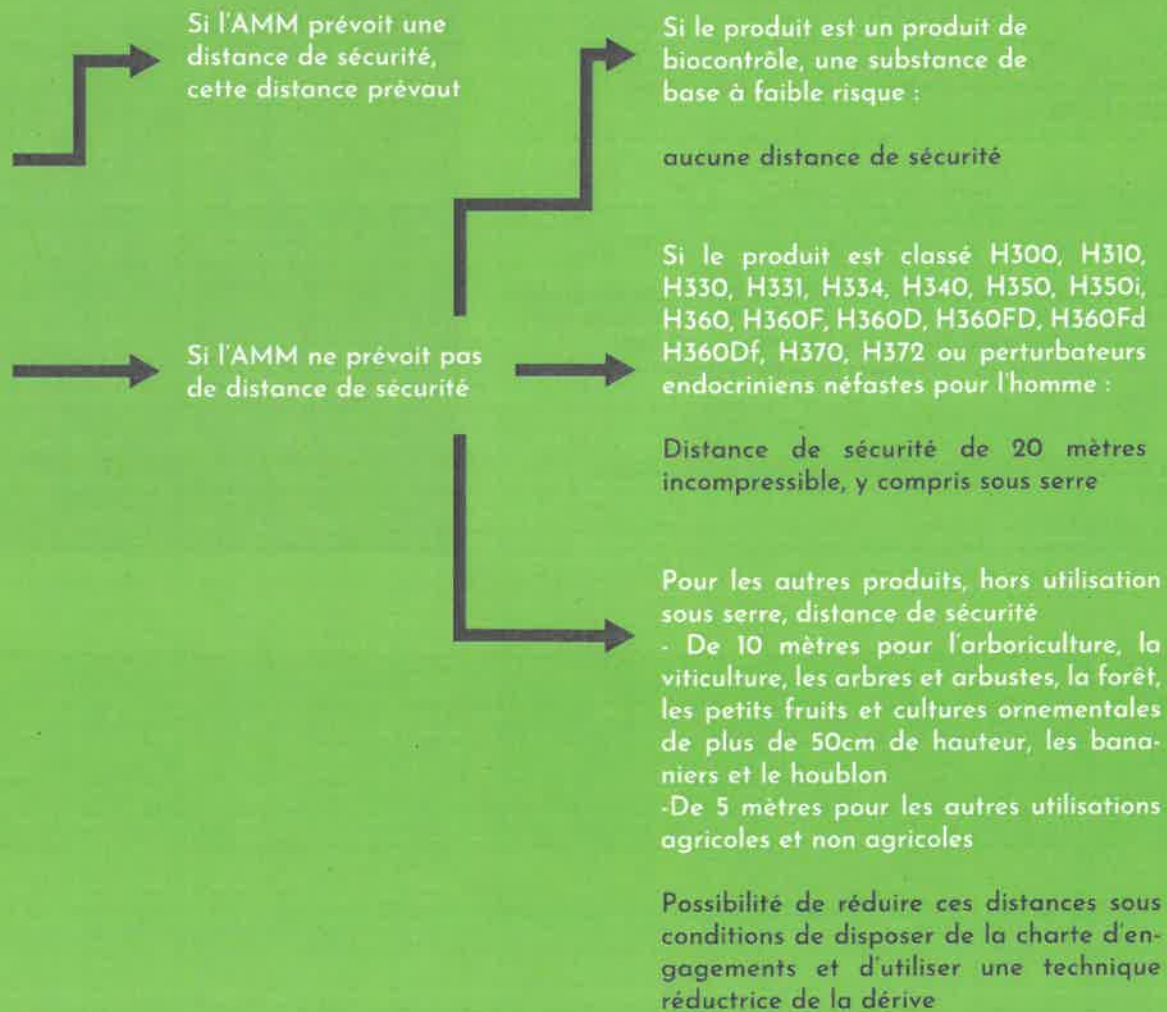 Si l'AMM prévoit une
distance de sécurité,
cette distance prévaut
Si l'AMM ne prévoit pas
de distance de sécurité
Si le produit est un produit de
biocontrôle, une substance de
base à faible risque :
aucune distance de sécurité
Si le produit est classé H300, H310,
H330, H331, H334, H340, H350, H350i,
H360, H360F, H360D, H360FD, H360Fd
H360Df, H370, H372 ou perturbateurs
endocriniens néfastes pour l'homme :
Distance de sécurité de 20 mètres
incompressible, y compris sous serre
Pour les autres produits, hors utilisation
sous serre, distance de sécurité
- De 10 mètres pour l'arboriculture, la
viticulture, les arbres et arbustes, la forêt,
les petits fruits et cultures ornementales
de plus de 50cm de hauteur, les bana-
niers et le houblon
-De 5 mètres pour les autres utilisations
agricoles et non agricoles
Possibilité de réduire ces distances sous
conditions de disposer de la charte d'en-
gagements et d'utiliser une technique
réductrice de la dérive